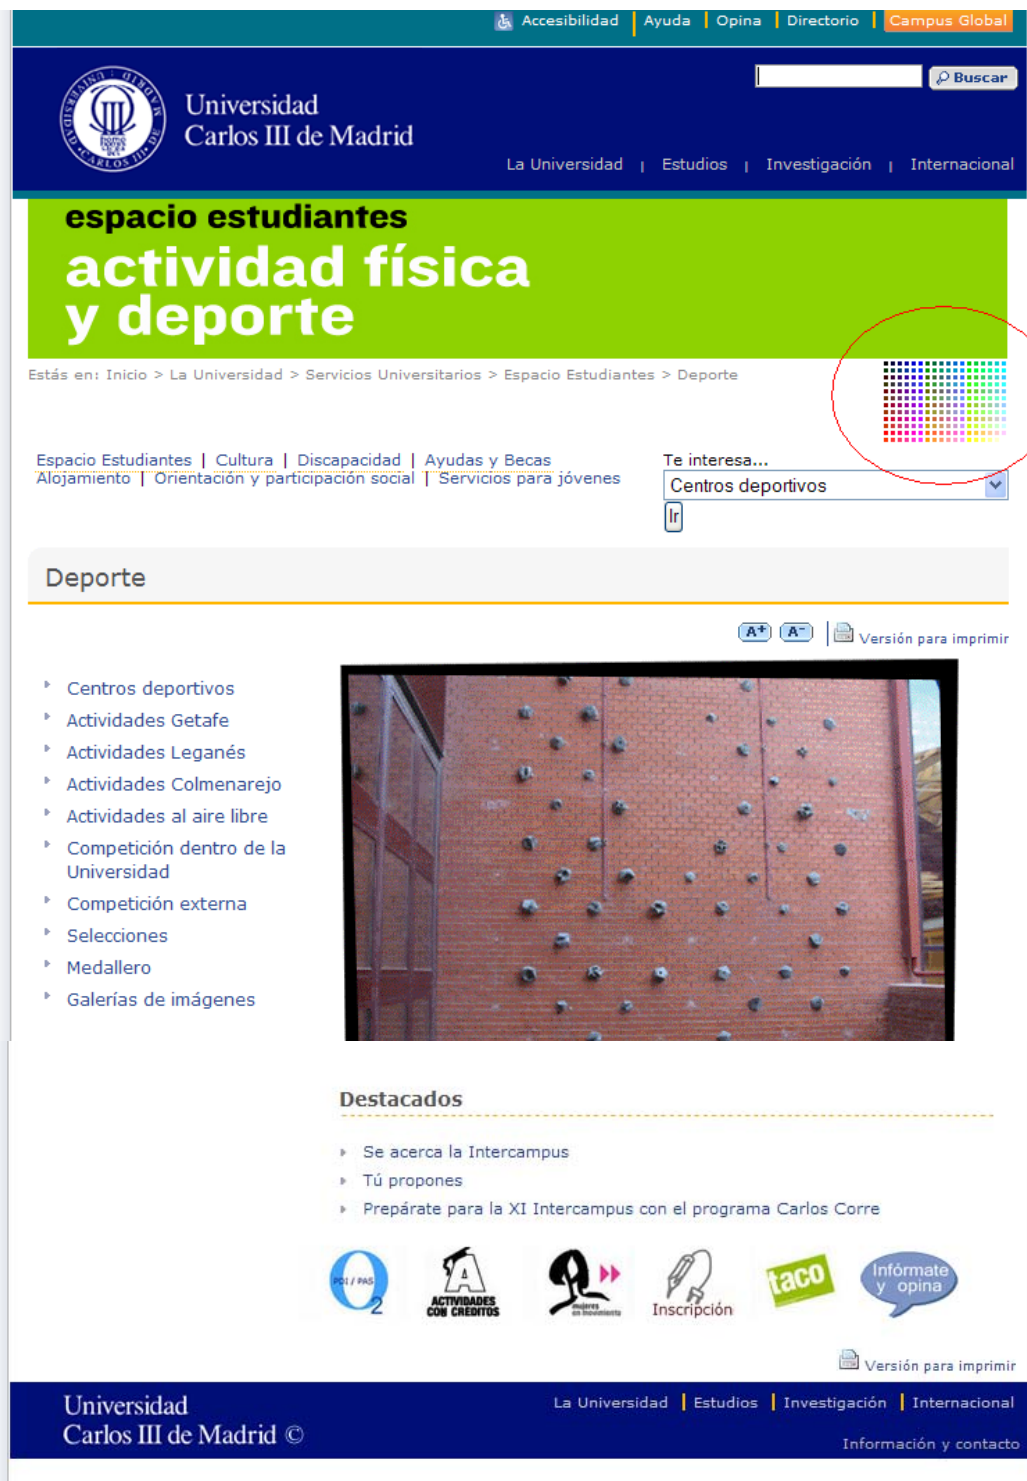 Accesibilidad | Ayuda | Opina | Directorio | Campus Global
Universidad
Carlos III de Madrid
Buscar
La Universidad | Estudios | Investigación | Internacional
espacio estudiantes
actividad física
y deporte
Estás en: Inicio > La Universidad > Servicios Universitarios > Espacio Estudiantes > Deporte
Espacio Estudiantes | Cultura | Discapacidad | Ayudas y Becas
Alojamiento | Orientación y participación social | Servicios para jóvenes
Te interesa...
Centros deportivos
Ir
Deporte
A+ A- | Versión para imprimir
Centros deportivos
Actividades Getafe
Actividades Leganés
Actividades Colmenarejo
Actividades al aire libre
Competición dentro de la
Universidad
Competición externa
Selecciones
Medallero
Galerías de imágenes
Destacados
Se acerca la Intercampus
Tú propones
Prepárate para la XI Intercampus con el programa Carlos Corre
PDI / PAS
O2
ACTIVIDADES
CON CRÉDITOS
mujeres
en movimiento
Inscripción
taco
Infórmate
y opina
Versión para imprimir
Universidad
Carlos III de Madrid ©
La Universidad | Estudios | Investigación | Internacional
Información y contacto